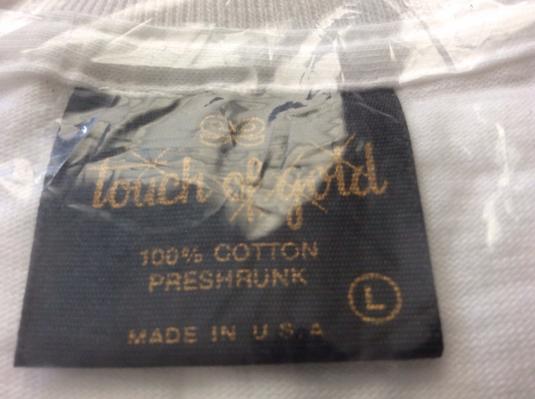 touch of gold
100% COTTON
PRESHRUNK
L
MADE IN U.S.A